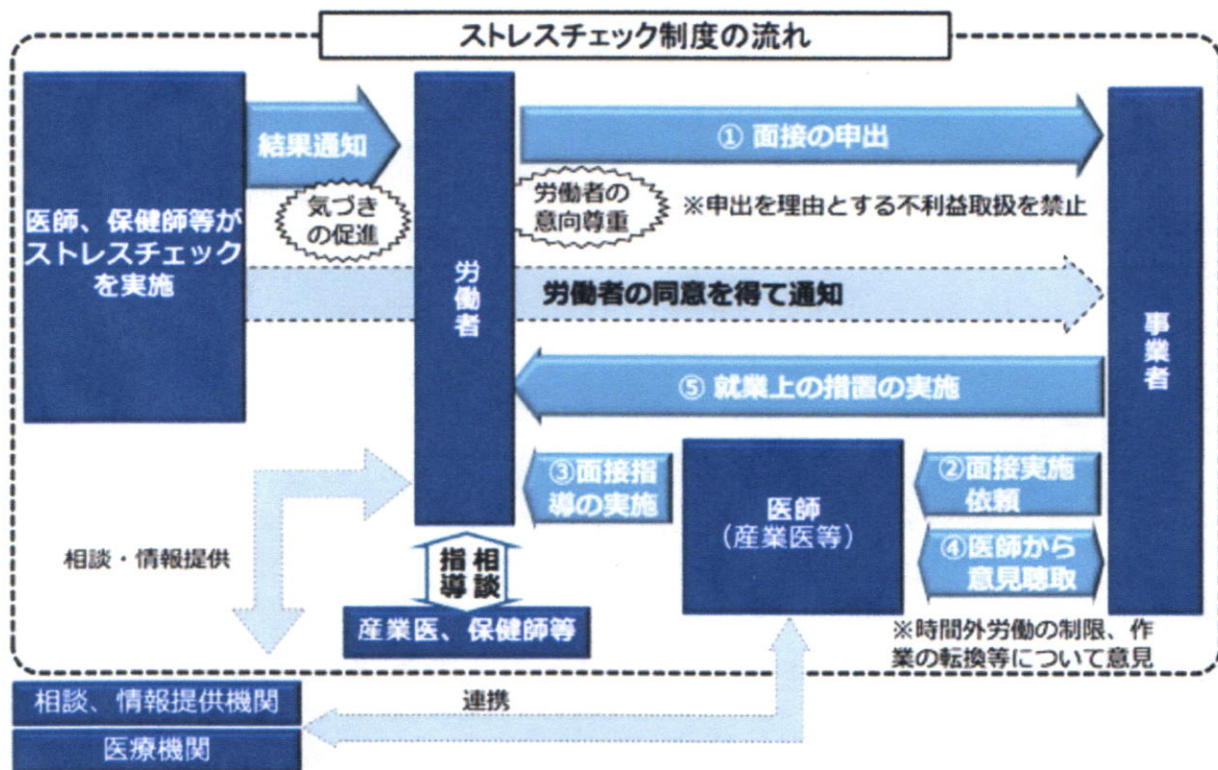 ストレスチェック制度の流れ
医師、保健師等が
ストレスチェック
を実施
結果通知
気づき
の促進
労働者
① 面接の申出
労働者の
意向尊重
※申出を理由とする不利益取扱を禁止
労働者の同意を得て通知
事業者
⑤ 就業上の措置の実施
③面接指
導の実施
医師
(産業医等)
②面接実施
依頼
④医師から
意見聴取
※時間外労働の制限、作
業の転換等について意見
相談・情報提供
相談
指導
産業医、保健師等
相談、情報提供機関
医療機関
連携